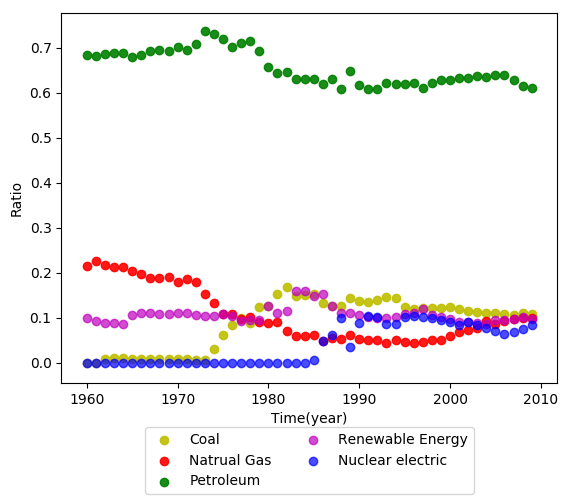 0.7
0.6
0.5
0.4
0.3
0.2
0.1
0.0
Ratio
1960 1970 1980 1990 2000 2010
Time(year)
Coal Renewable Energy
Natrual Gas Nuclear electric
Petroleum